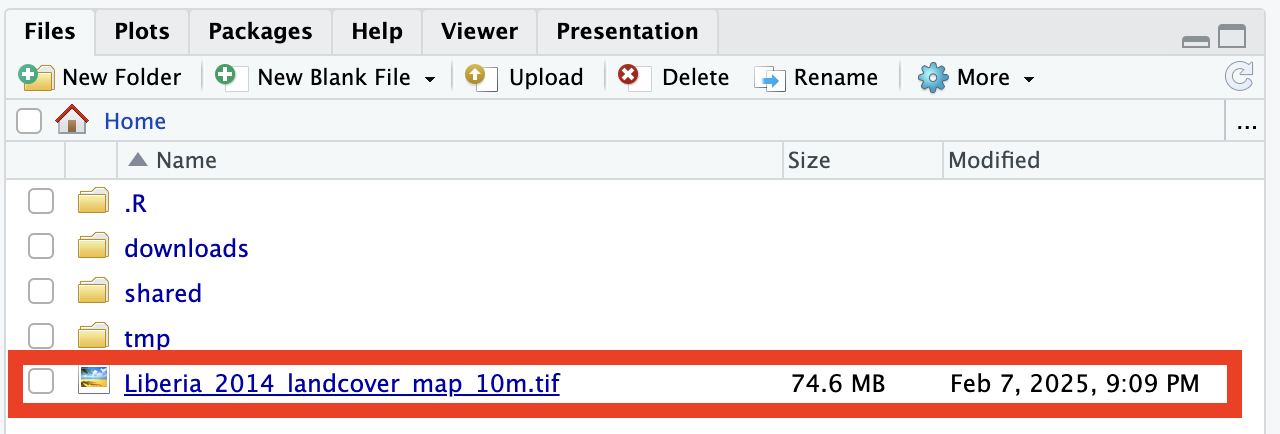 Files Plots Packages Help Viewer Presentation
New Folder New Blank File Upload Delete Rename More
Home ...
Name Size Modified
.R
downloads
shared
tmp
Liberia_2014_landcover_map_10m.tif 74.6 MB Feb 7, 2025, 9:09 PM